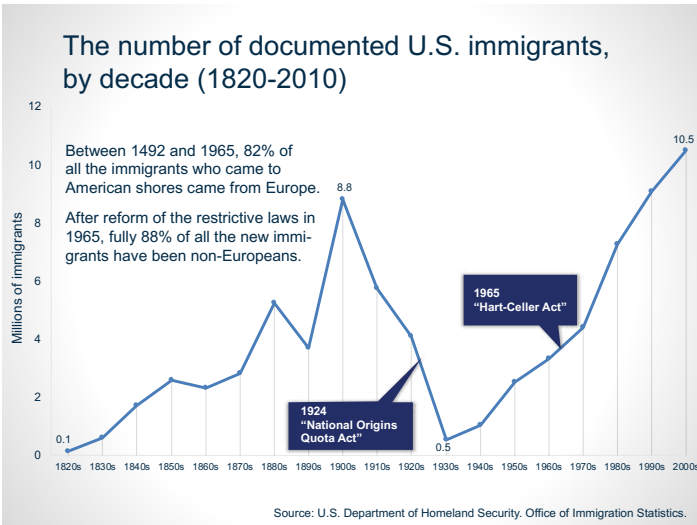 The number of documented U.S. immigrants,
by decade (1820-2010)
12
10
8
6
4
2
0
Millions of immigrants
Between 1492 and 1965, 82% of
all the immigrants who came to
American shores came from Europe.
After reform of the restrictive laws in
1965, fully 88% of all the new immi-
grants have been non-Europeans.
0.1
8.8
0.5
10.5
1924
“National Origins
Quota Act”
1965
“Hart-Celler Act”
1820s 1830s 1840s 1850s 1860s 1870s 1880s 1890s 1900s 1910s 1920s 1930s 1940s 1950s 1960s 1970s 1980s 1990s 2000s
Source: U.S. Department of Homeland Security. Office of Immigration Statistics.